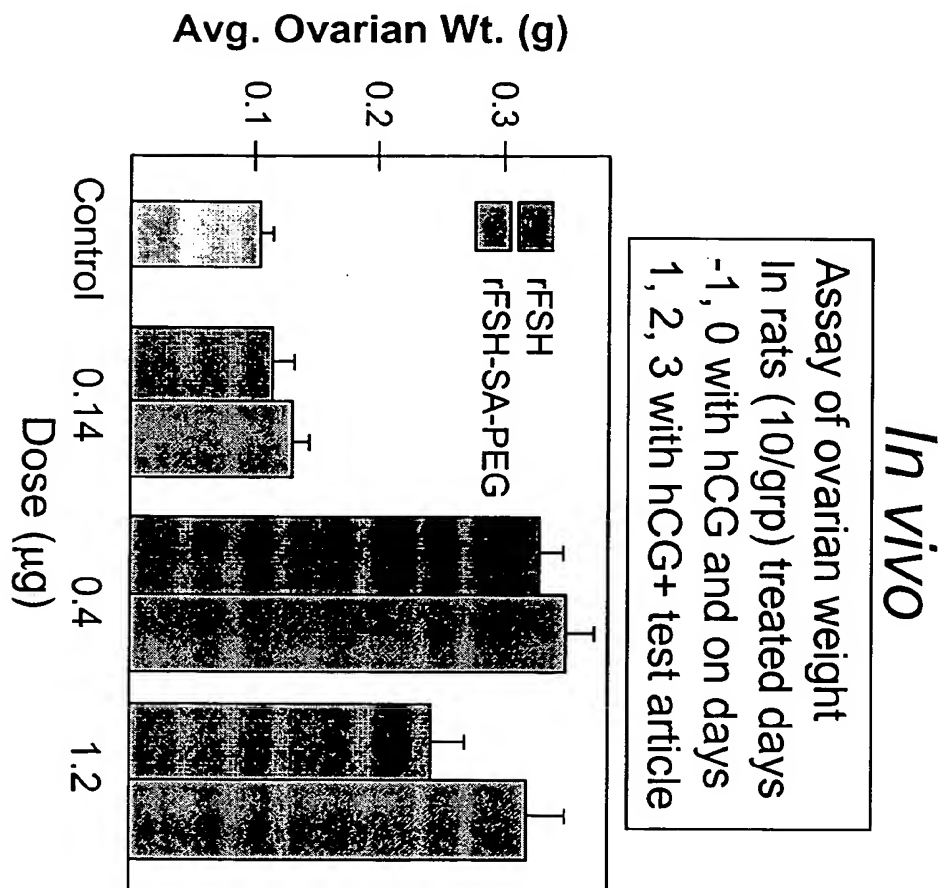 In vivo
Assay of ovarian weight
In rats (10/grp) treated days
-1, 0 with hCG and on days
1, 2, 3 with hCG+ test article
Avg. Ovarian Wt. (g)
0.3
0.2
0.1
rFSH
rFSH-SA-PEG
Control
0.14
0.4
1.2
Dose (µg)